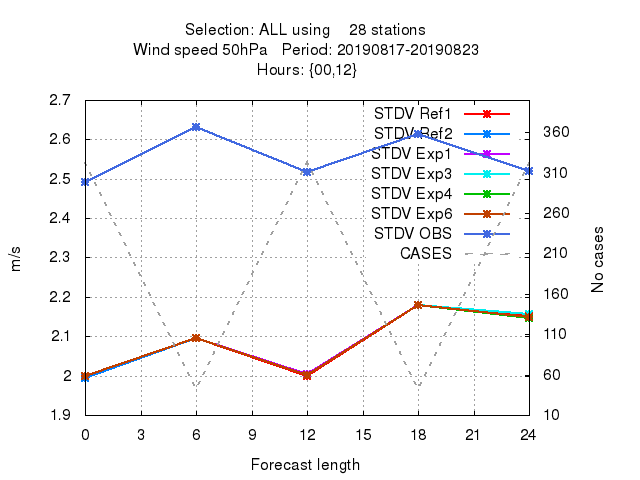 Selection: ALL using 28 stations
Wind speed 50hPa Period: 20190817-20190823
Hours: {00,12}
2.7
2.6
2.5
2.4
2.3
2.2
2.1
2
1.9
m/s
STDV Ref1
STDV Ref2
STDV Exp1
STDV Exp3
STDV Exp4
STDV Exp6
STDV OBS
CASES
360
310
260
210
160
110
60
10
No cases
0 3 6 9 12 15 18 21 24
Forecast length